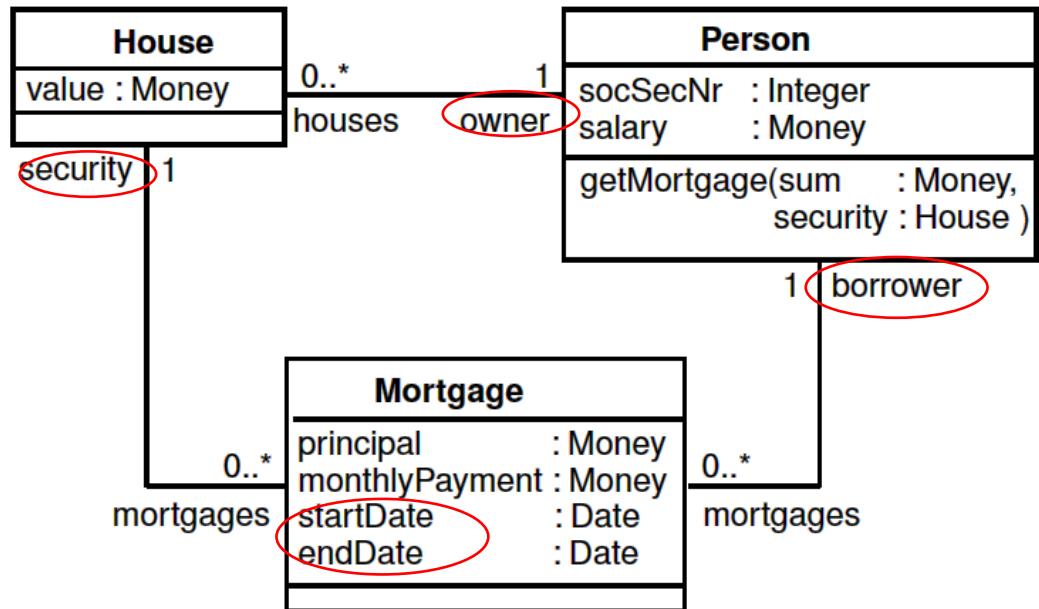 House
value : Money
0..*
houses
1
owner
Person
socSecNr : Integer
salary : Money
getMortgage(sum : Money,
security : House )
security 1
1 borrower
Mortgage
principal : Money
monthlyPayment : Money
startDate : Date
endDate : Date
0..*
mortgages
0..*
mortgages